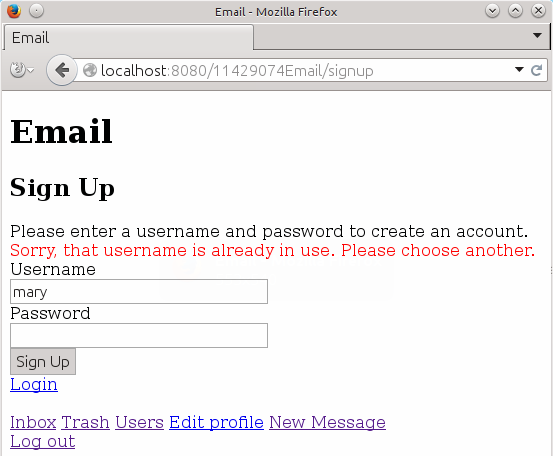 Email - Mozilla Firefox
Email
localhost:8080/11429074Email/signup
Email
Sign Up
Please enter a username and password to create an account.
Sorry, that username is already in use. Please choose another.
Username
mary
Password
Sign Up
Login
Inbox Trash Users Edit profile New Message
Log out